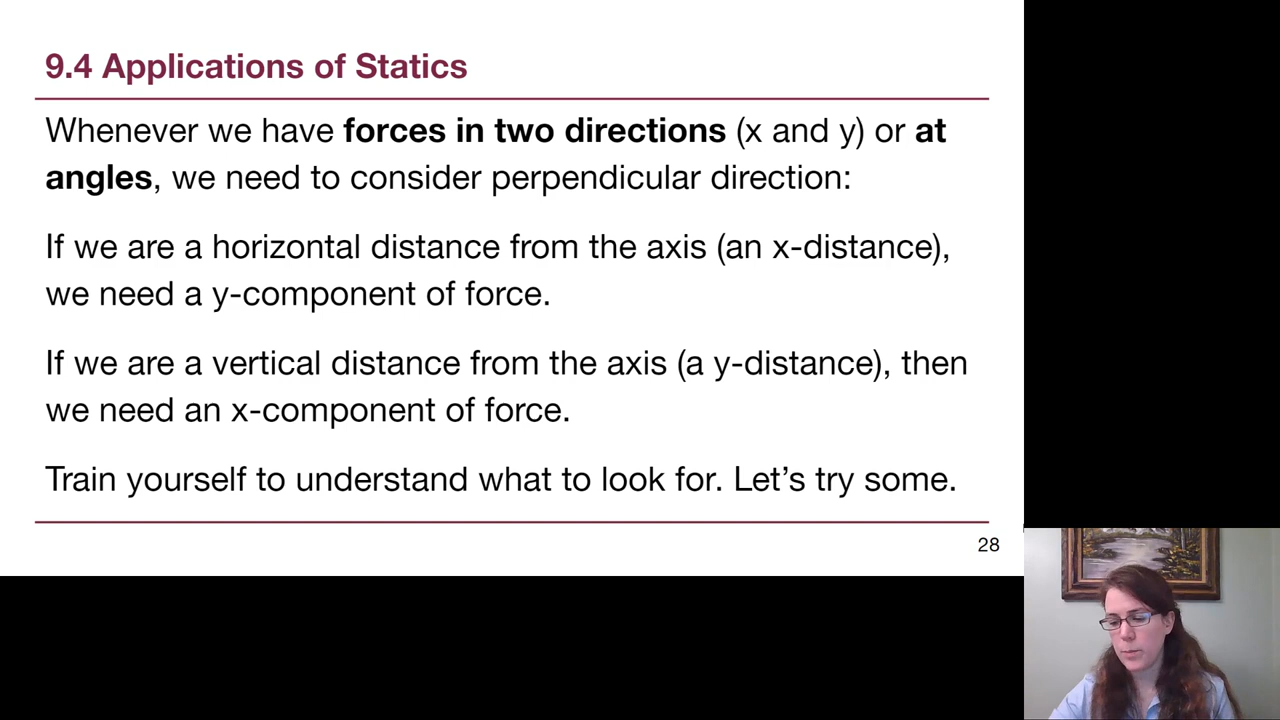 9.4 Applications of Statics
Whenever we have forces in two directions (x and y) or at
angles, we need to consider perpendicular direction:
If we are a horizontal distance from the axis (an x-distance),
we need a y-component of force.
If we are a vertical distance from the axis (a y-distance), then
we need an x-component of force.
Train yourself to understand what to look for. Let’s try some.
28